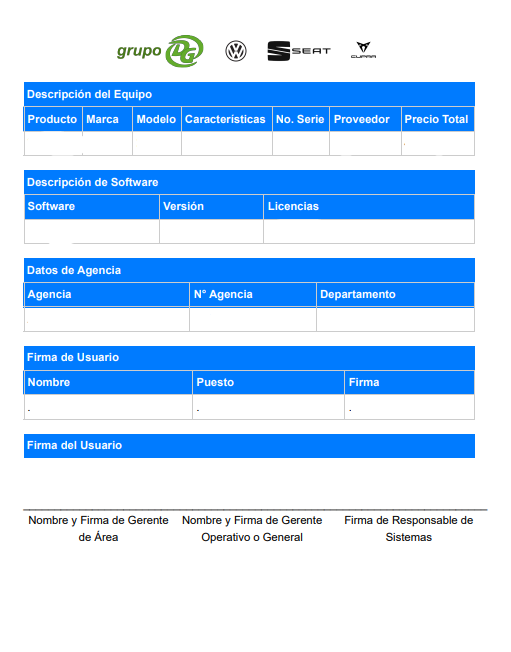 grupo DG SEAT CUPRA
Descripción del Equipo
Producto Marca Modelo Características No. Serie Proveedor Precio Total
Descripción de Software
Software Versión Licencias
Datos de Agencia
Agencia N° Agencia Departamento
Firma de Usuario
Nombre Puesto Firma
. . .
Firma del Usuario
Nombre y Firma de Gerente Nombre y Firma de Gerente Firma de Responsable de
de Área Operativo o General Sistemas